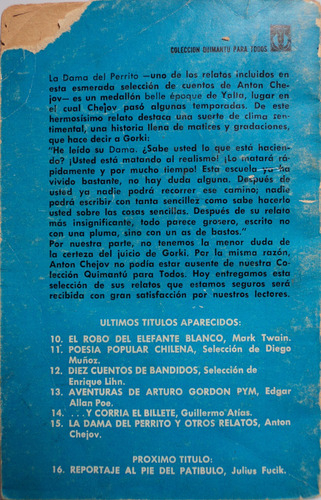 COLECCION QUIMANTU PARA TODOS
La Dama del Perrito —uno de los relatos incluidos en
esta esmerada selección de cuentos de Anton Che-
jov— es un medallón belle époque de Yalta, lugar en
el cual Chejov pasó algunas temporadas. De este
hermosísimo relato destaca una suerte de clima sen-
timental, una historia llena de matices y gradaciones,
que hace decir a Gorki:
"He leído su Dama. ¿Sabe usted lo que está hacien-
do? ¡Usted está matando al realismo! ¡Lo matará rá-
pidamente y por mucho tiempo! Esta escuela ya ha
vivido bastante, no hay duda alguna. Después de
usted ya nadie podrá recorrer ese camino; nadie
podrá escribir con tanta sencillez como sabe hacerlo
usted sobre las cosas sencillas. Después de su relato
más insignificante, todo parece grosero, escrito no
con una pluma, sino con un as de bastos."
Por nuestra parte, no tenemos la menor duda de
la certeza del juicio de Gorki. Por la misma razón,
Anton Chejov no podía estar ausente de nuestra Co-
lección Quimantú para Todos. Hoy entregamos esta
selección de sus relatos que estamos seguros será
recibida con gran satisfacción por nuestros lectores.
ULTIMOS TITULOS APARECIDOS:
10. EL ROBO DEL ELEFANTE BLANCO, Mark Twain.
11. POESIA POPULAR CHILENA, Selección de Diego
Muñoz.
12. DIEZ CUENTOS DE BANDIDOS, Selección de
Enrique Lihn.
13. AVENTURAS DE ARTURO GORDON PYM, Edgar
Allan Poe.
14. ...Y CORRIA EL BILLETE, Guillermo Atías.
15. LA DAMA DEL PERRITO Y OTROS RELATOS, Anton
Chejov.
PROXIMO TITULO:
16. REPORTAJE AL PIE DEL PATIBULO, Julius Fucik.